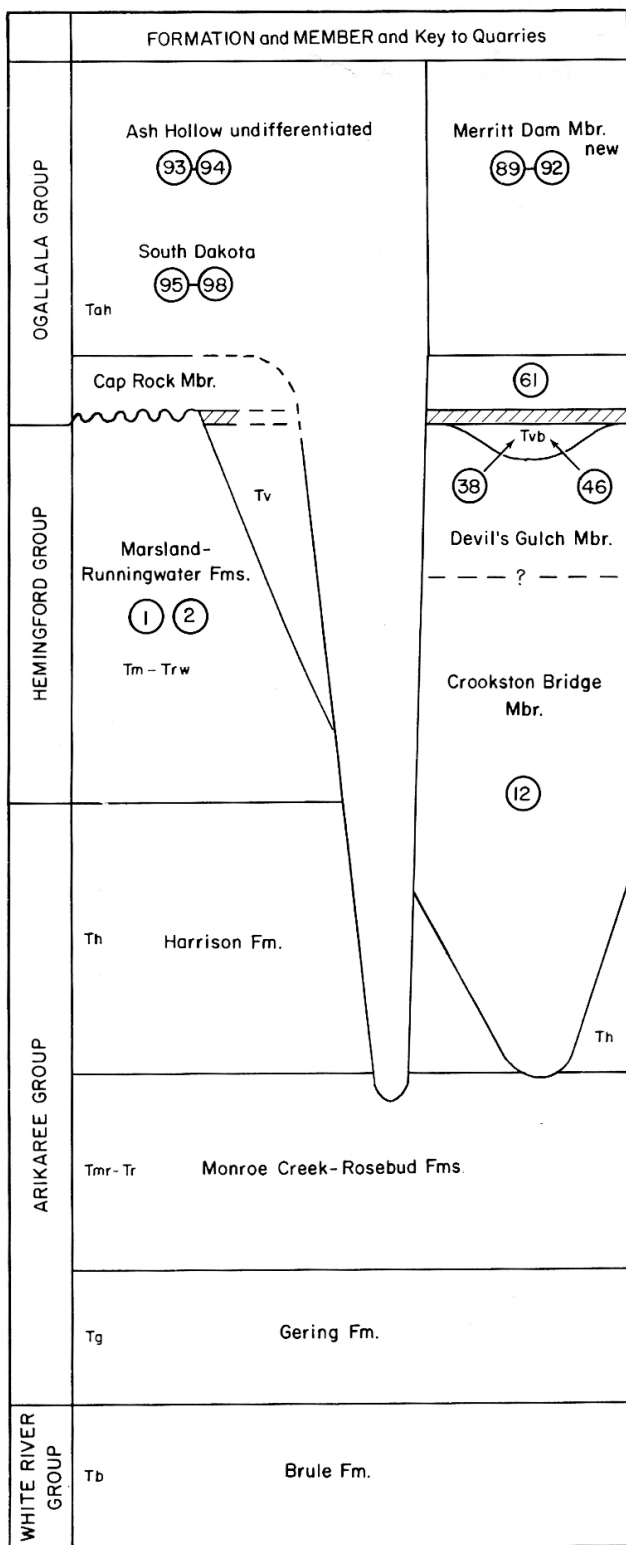 FORMATION and MEMBER and Key to Quarries
OGALLALA GROUP
Ash Hollow undifferentiated
93 94
South Dakota
95 98
Tah
Cap Rock Mbr.
Merritt Dam Mbr.
new
89 92
61
HEMINGFORD GROUP
Tv
Marsland-
Runningwater Fms.
1 2
Tm - Trw
Tvb
38 46
Devil's Gulch Mbr.
?
Crookston Bridge
Mbr.
12
ARIKAREE GROUP
Th
Harrison Fm.
Th
Tmr - Tr
Monroe Creek - Rosebud Fms.
Tg
Gering Fm.
WHITE RIVER
GROUP
Tb
Brule Fm.